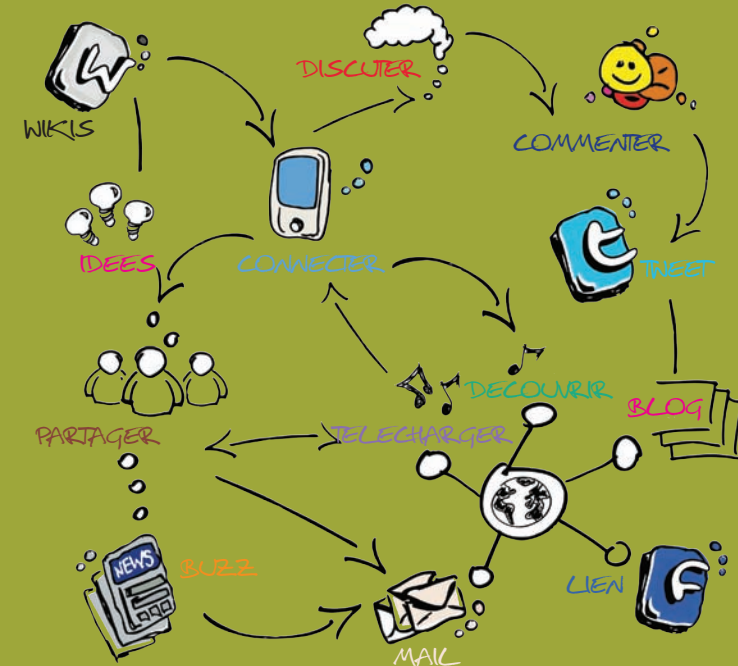 DISCUTER
WIKIS
COMMENTER
IDEES
CONNECTER
TWEET
DECOUVRIR
BLOG
PARTAGER
TELECHARGER
NEWS
BUZZ
LIEN
MAIL
W
t
F